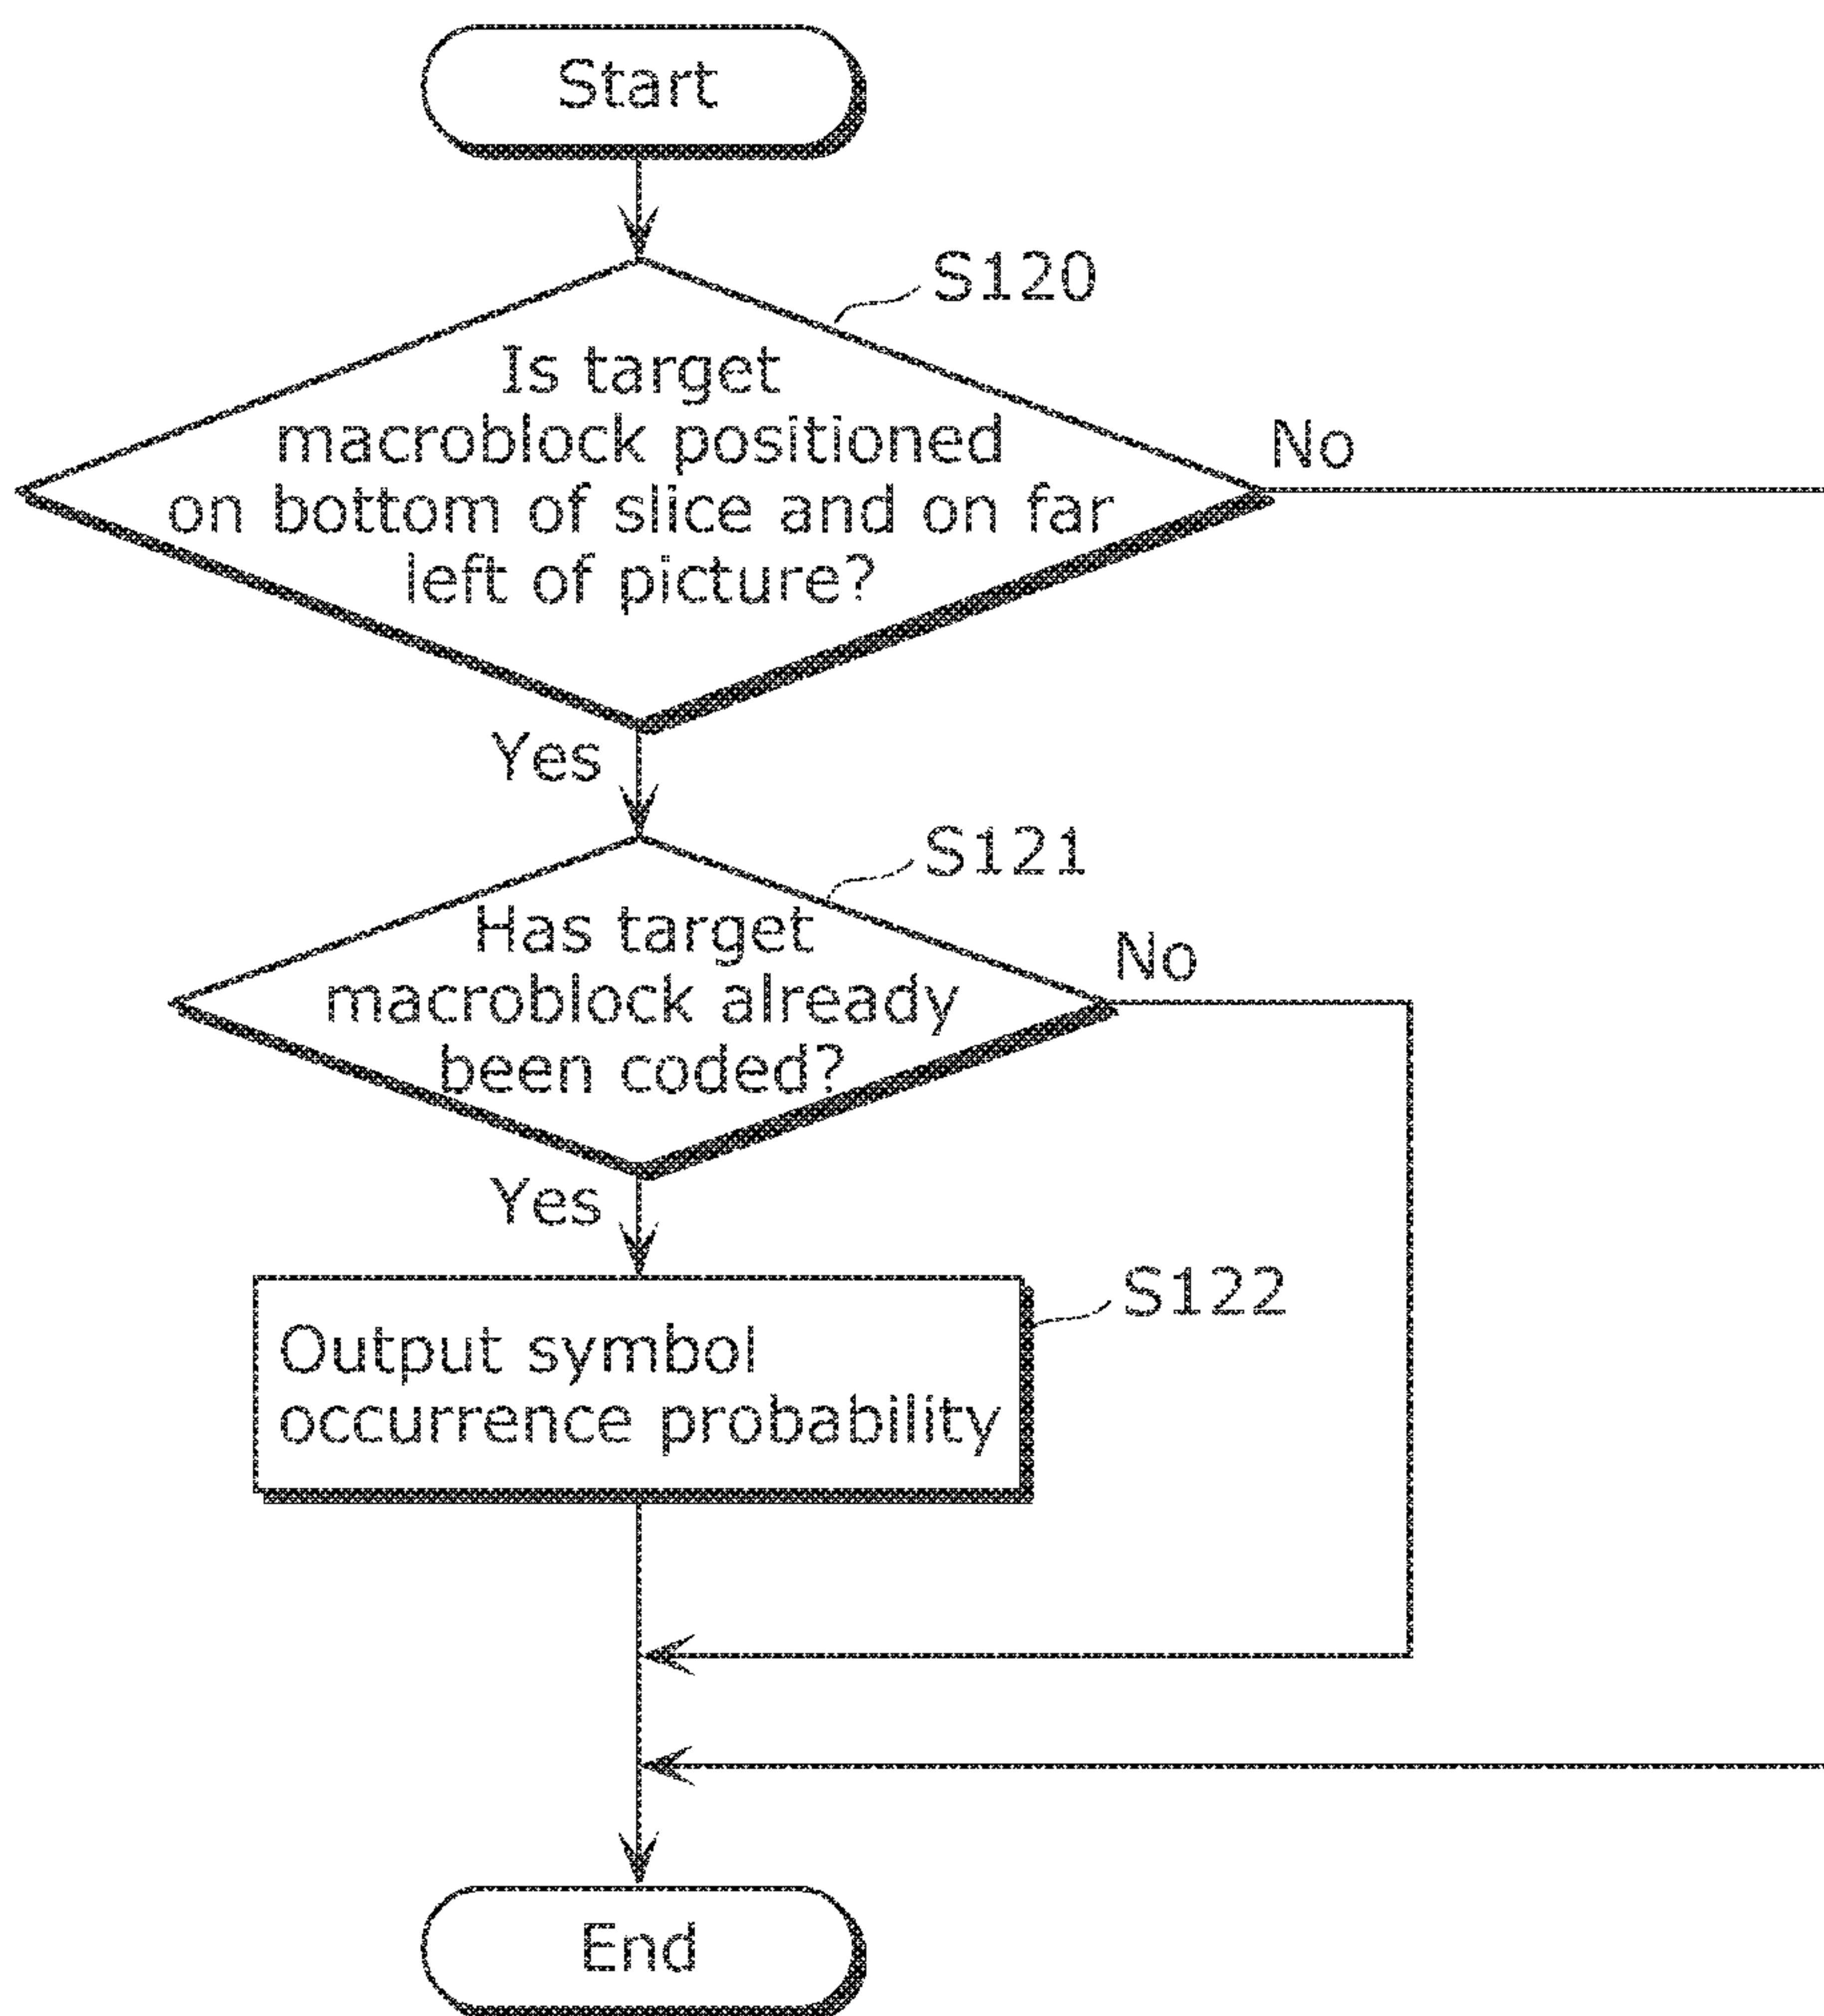 Start
S120
Is target
macroblock positioned
on bottom of slice and on far
left of picture?
No
Yes
S121
Has target
macroblock already
been coded?
No
Yes
S122
Output symbol
occurrence probability
End